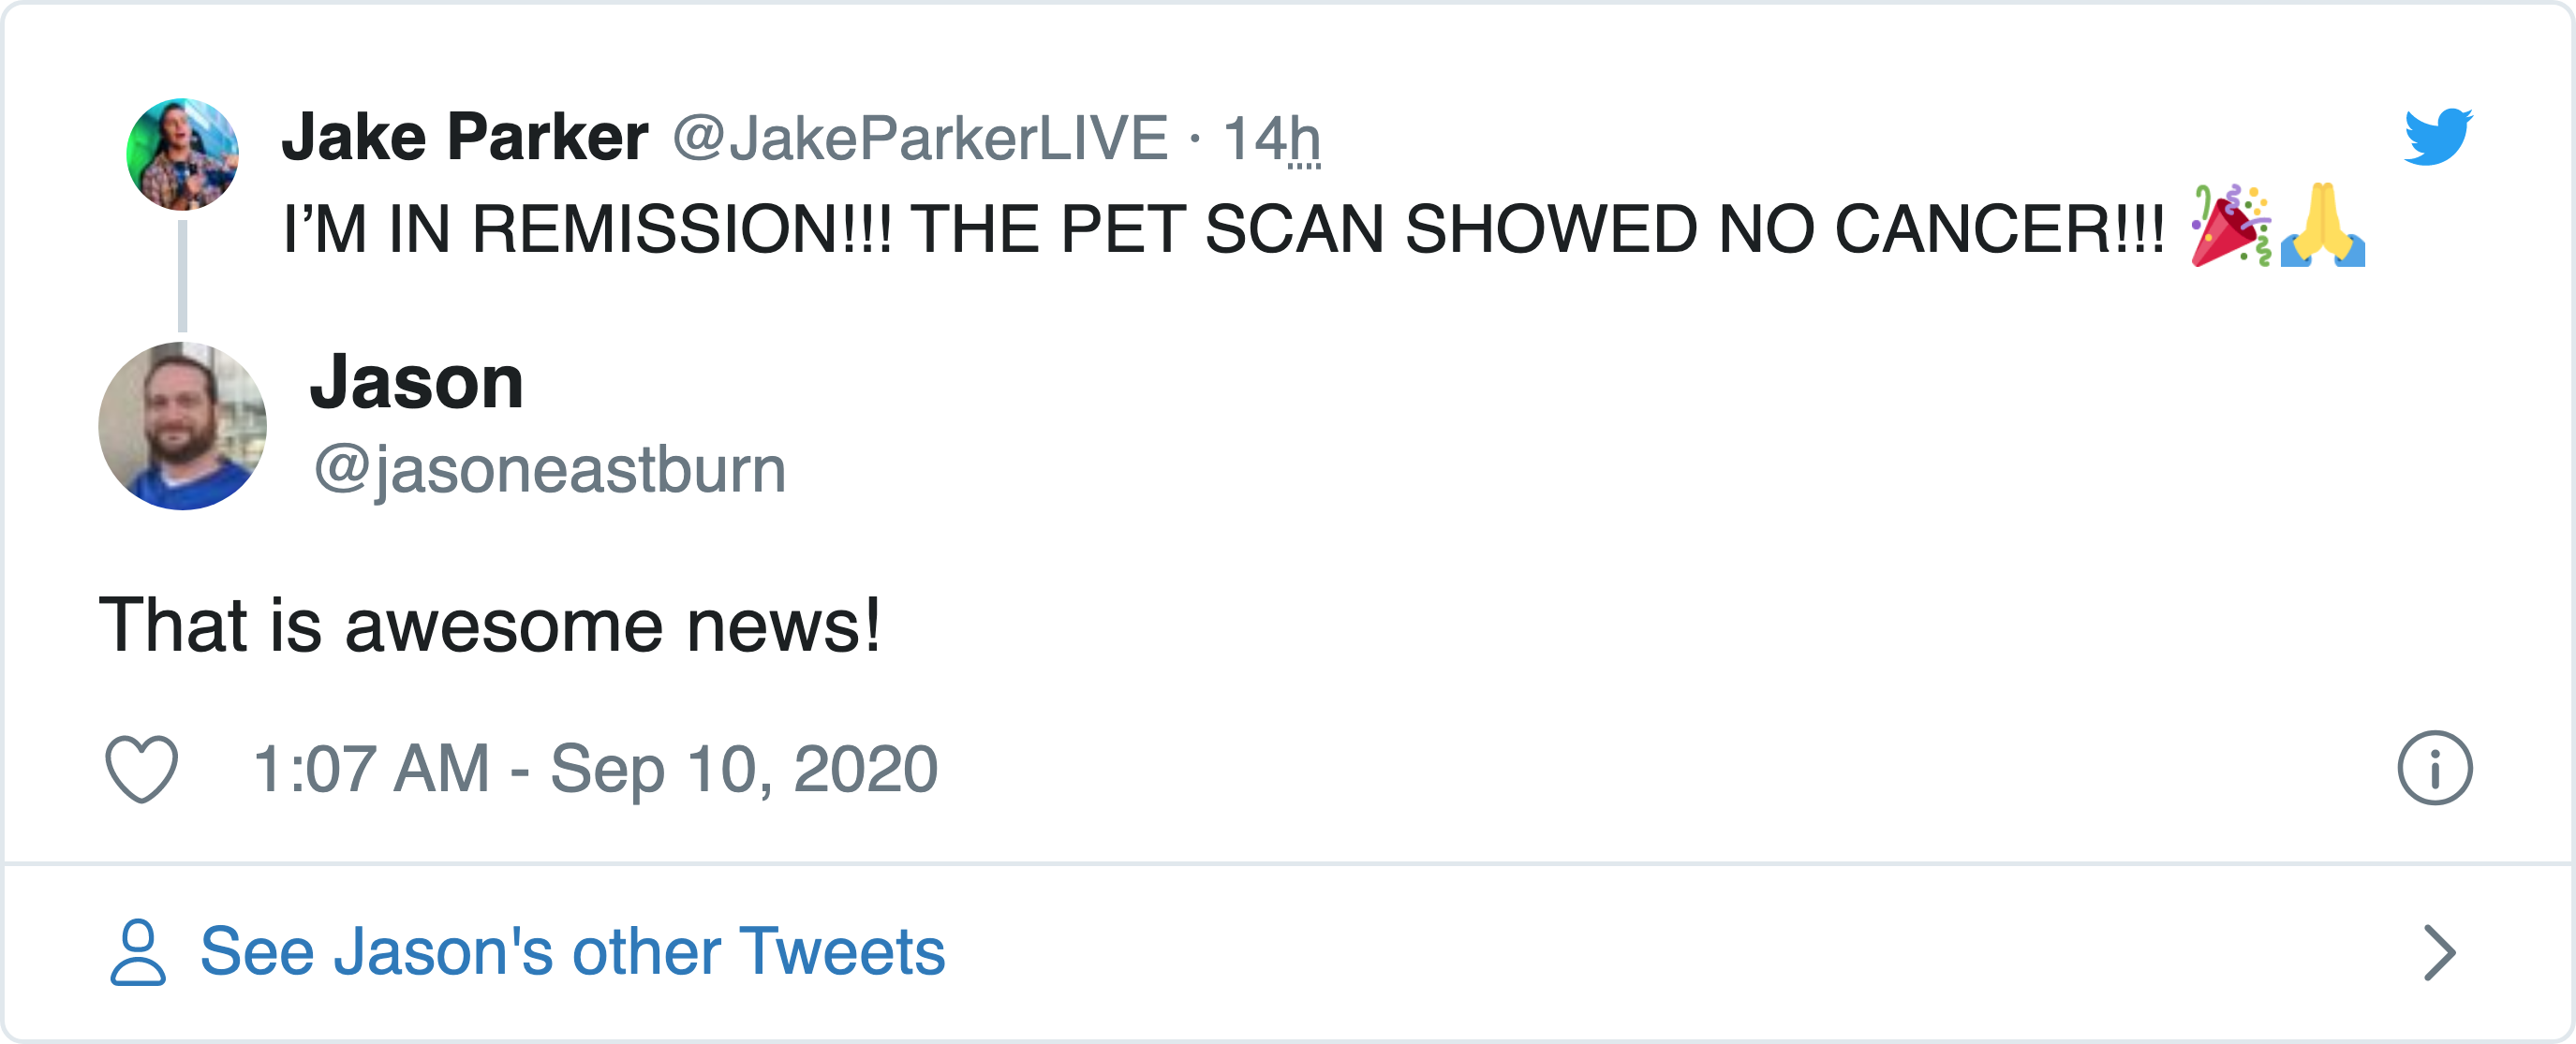 Jake Parker @JakeParkerLIVE · 14h
I’M IN REMISSION!!! THE PET SCAN SHOWED NO CANCER!!! 🎉🙏
Jason
@jasoneastburn
That is awesome news!
1:07 AM - Sep 10, 2020
See Jason's other Tweets